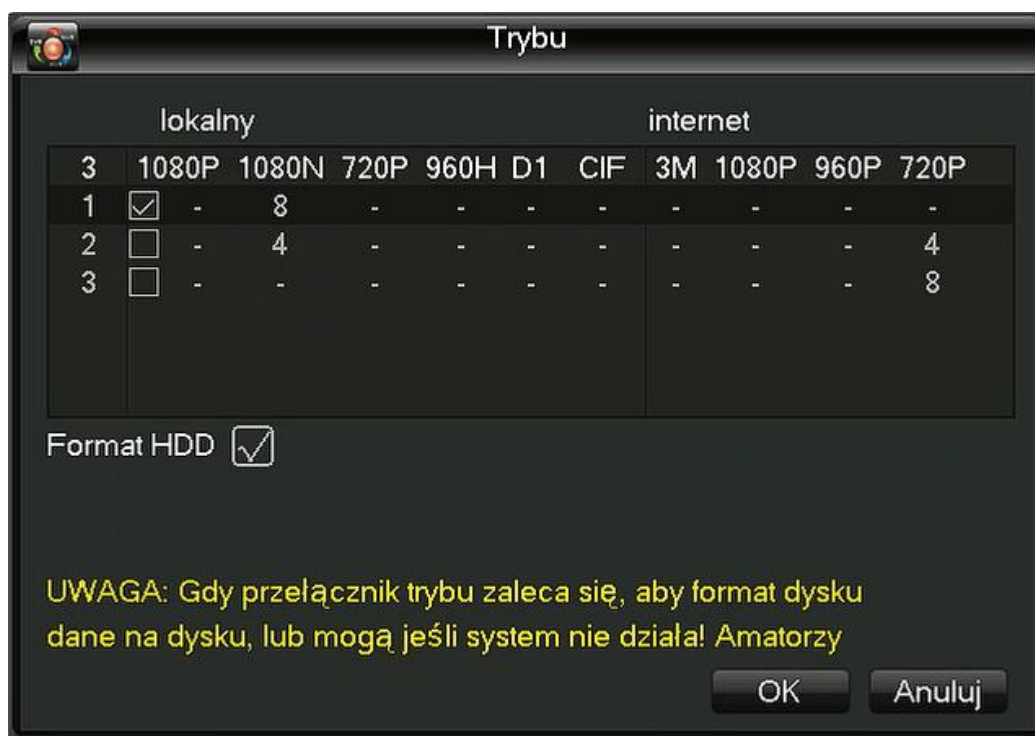 Trybu
lokalny internet
3 1080P 1080N 720P 960H D1 CIF 3M 1080P 960P 720P
1 - 8 - - - - - - - -
2 - 4 - - - - - - - 4
3 - - - - - - - - - 8
Format HDD
UWAGA: Gdy przełącznik trybu zaleca się, aby format dysku
dane na dysku, lub mogą jeśli system nie działa! Amatorzy
OK Anuluj